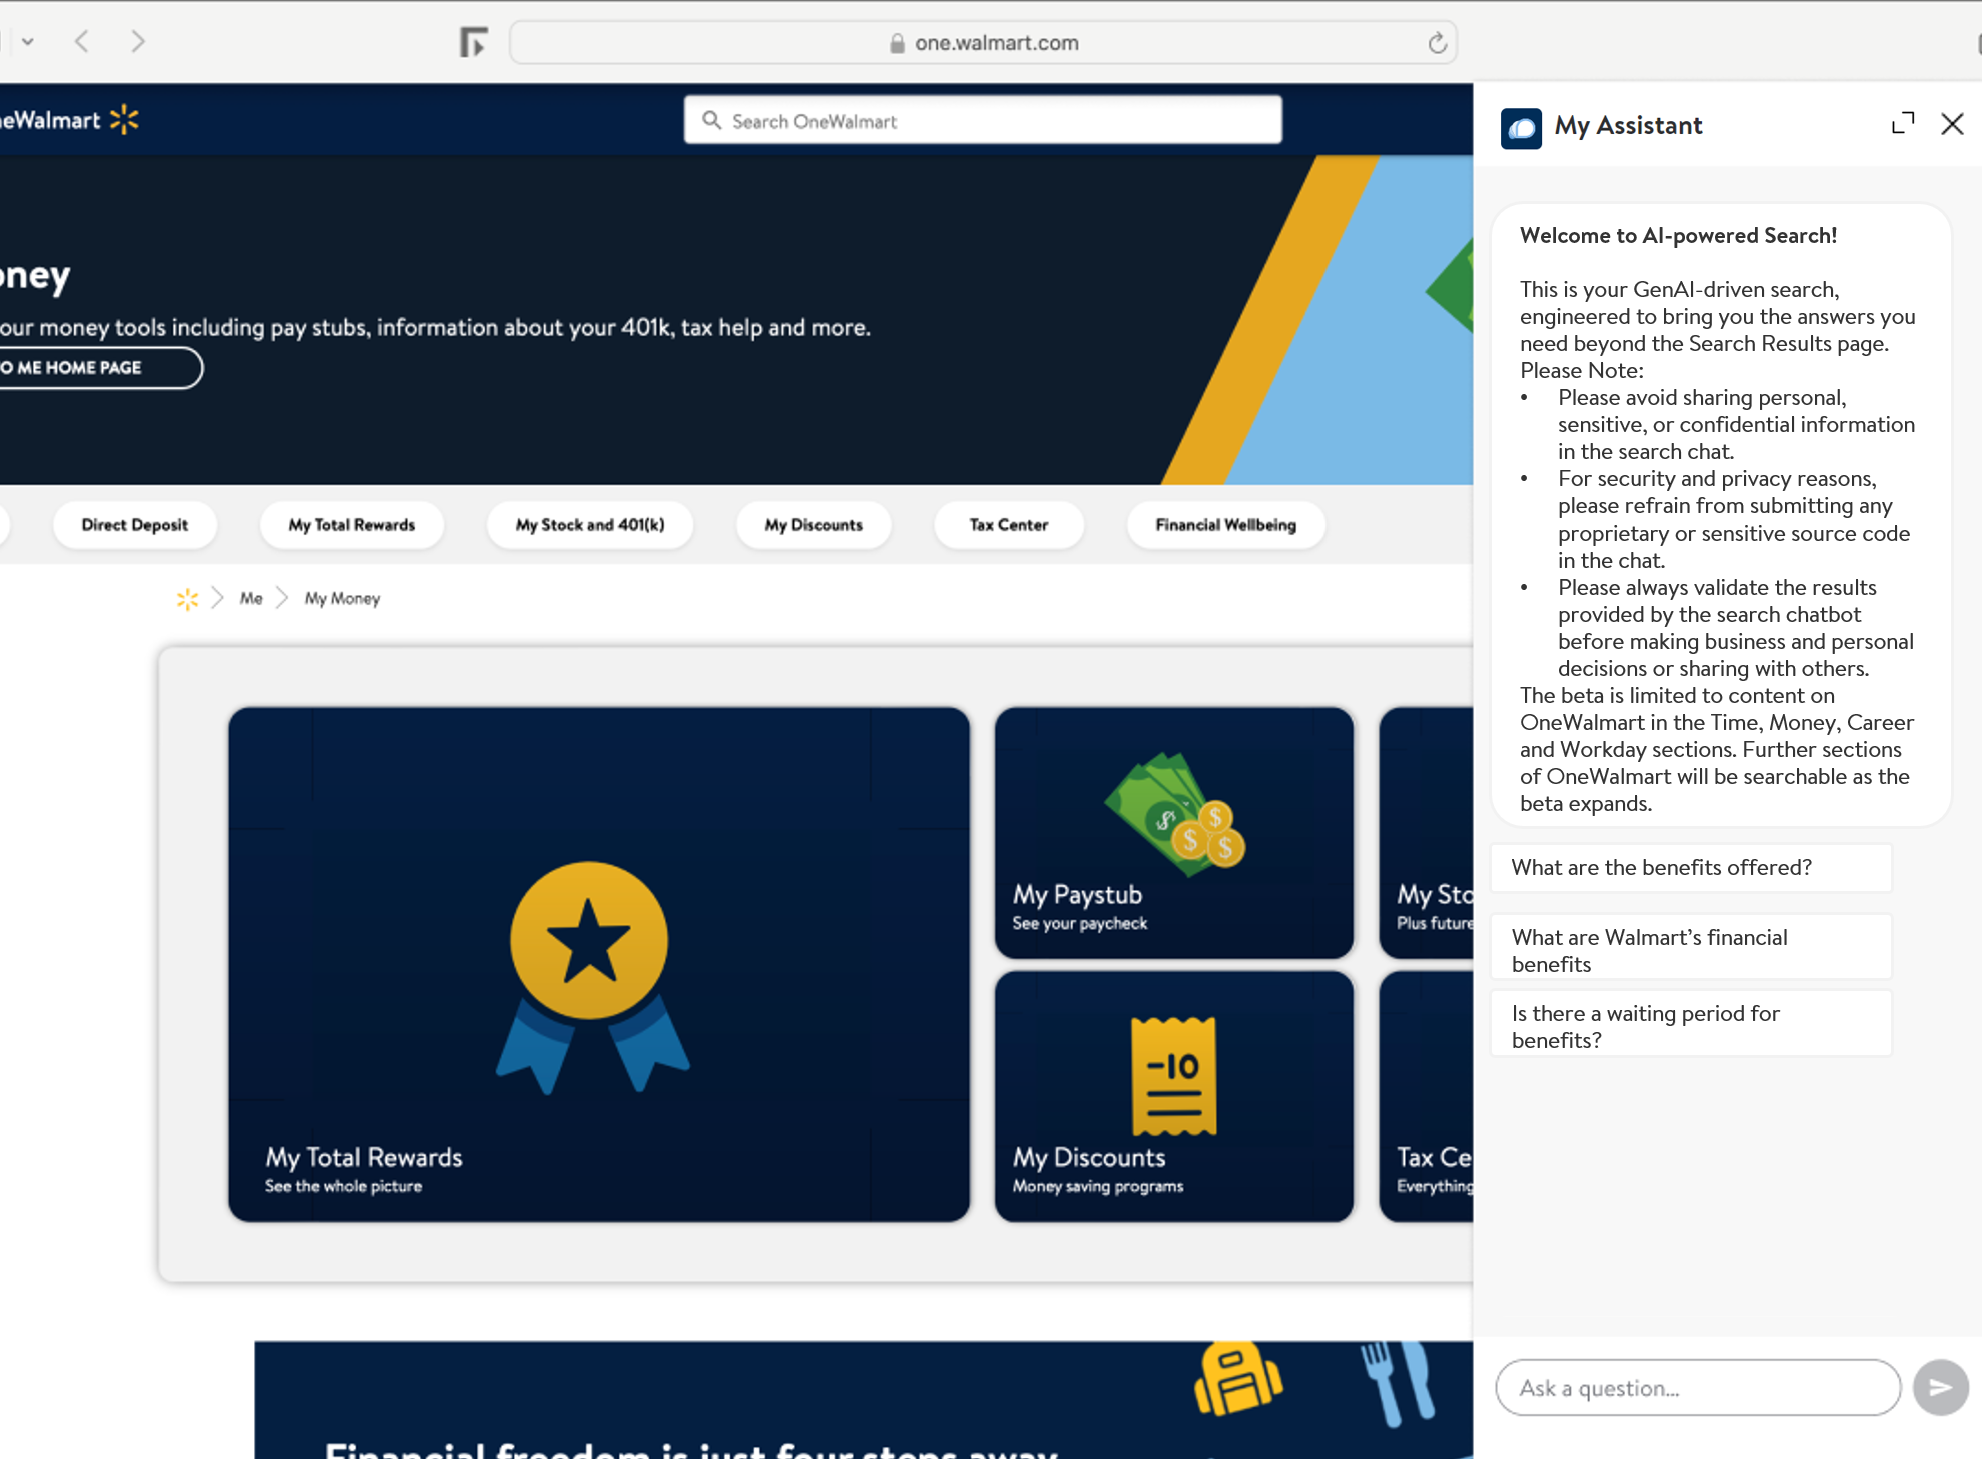 one.walmart.com
eWalmart
Search OneWalmart
ney
our money tools including pay stubs, information about your 401k, tax help and more.
O ME HOME PAGE
Direct Deposit
My Total Rewards
My Stock and 401(k)
My Discounts
Tax Center
Financial Wellbeing
Me
My Money
My Total Rewards
See the whole picture
My Paystub
See your paycheck
My Sto
Plus future
-10
My Discounts
Money saving programs
Tax Ce
Everything
Financial freedom is just four steps away
My Assistant
Welcome to AI-powered Search!
This is your GenAI-driven search,
engineered to bring you the answers you
need beyond the Search Results page.
Please Note:
• Please avoid sharing personal,
sensitive, or confidential information
in the search chat.
• For security and privacy reasons,
please refrain from submitting any
proprietary or sensitive source code
in the chat.
• Please always validate the results
provided by the search chatbot
before making business and personal
decisions or sharing with others.
The beta is limited to content on
OneWalmart in the Time, Money, Career
and Workday sections. Further sections
of OneWalmart will be searchable as the
beta expands.
What are the benefits offered?
What are Walmart's financial
benefits
Is there a waiting period for
benefits?
Ask a question...